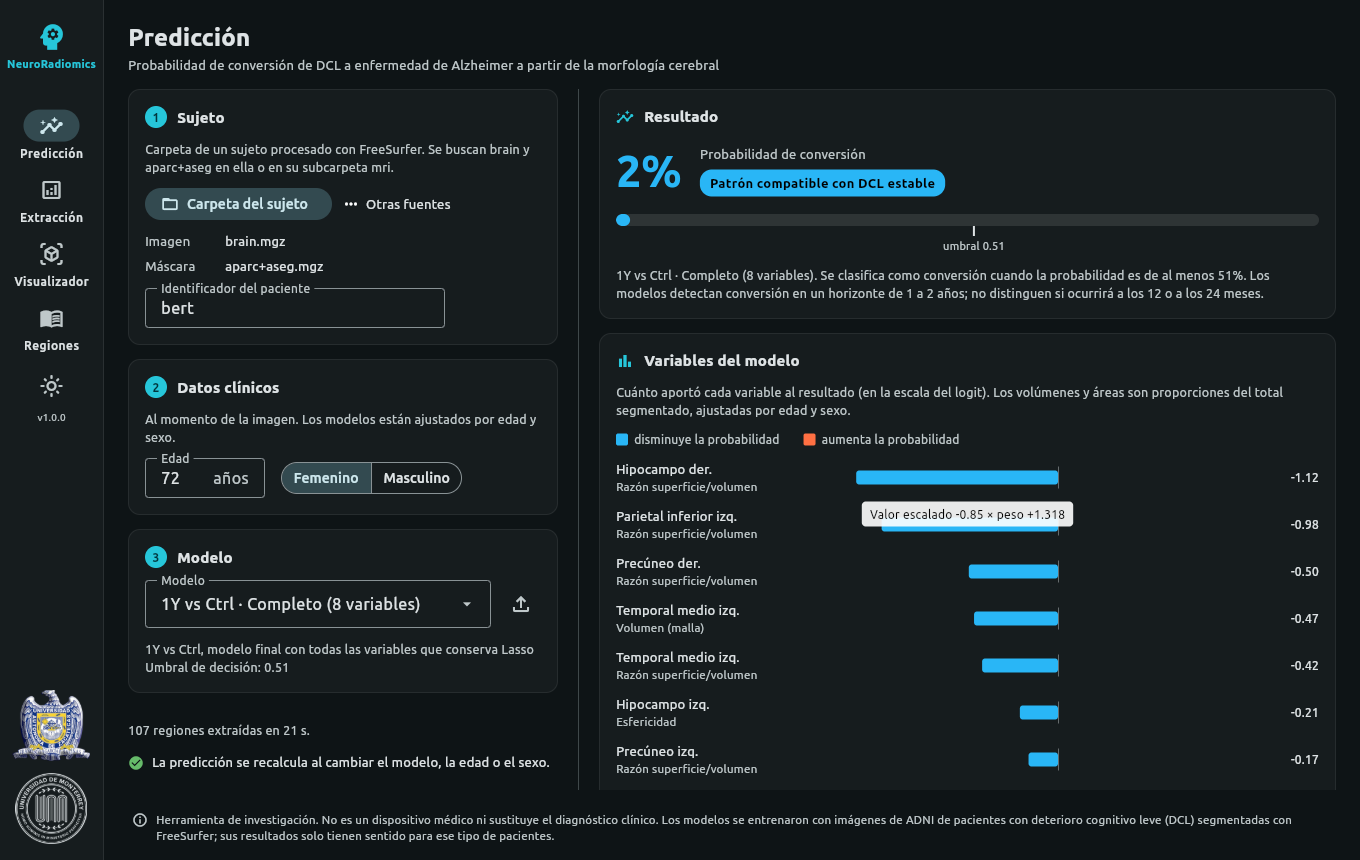 NeuroRadiomics
Predicción
Extracción
Visualizador
Regiones
v1.0.0
UNIVERSIDAD
UNIVERSIDAD DE MONTERREY
Predicción
Probabilidad de conversión de DCL a enfermedad de Alzheimer a partir de la morfología cerebral
1 Sujeto
Carpeta de un sujeto procesado con FreeSurfer. Se buscan brain y
aparc+aseg en ella o en su subcarpeta mri.
Carpeta del sujeto ••• Otras fuentes
Imagen brain.mgz
Máscara aparc+aseg.mgz
Identificador del paciente
bert
2 Datos clínicos
Al momento de la imagen. Los modelos están ajustados por edad y
sexo.
Edad
72 años Femenino Masculino
3 Modelo
Modelo
1Y vs Ctrl · Completo (8 variables)
1Y vs Ctrl, modelo final con todas las variables que conserva Lasso
Umbral de decisión: 0.51
107 regiones extraídas en 21 s.
La predicción se recalcula al cambiar el modelo, la edad o el sexo.
Resultado
2%
Probabilidad de conversión
Patrón compatible con DCL estable
umbral 0.51
1Y vs Ctrl · Completo (8 variables). Se clasifica como conversión cuando la probabilidad es de al menos 51%. Los
modelos detectan conversión en un horizonte de 1 a 2 años; no distinguen si ocurrirá a los 12 o a los 24 meses.
Variables del modelo
Cuánto aportó cada variable al resultado (en la escala del logit). Los volúmenes y áreas son proporciones del total
segmentado, ajustadas por edad y sexo.
disminuye la probabilidad aumenta la probabilidad
Hipocampo der.
Razón superficie/volumen
-1.12
Valor escalado -0.85 × peso +1.318
Parietal inferior izq.
Razón superficie/volumen
-0.98
Precúneo der.
Razón superficie/volumen
-0.50
Temporal medio izq.
Volumen (malla)
-0.47
Temporal medio izq.
Razón superficie/volumen
-0.42
Hipocampo izq.
Esfericidad
-0.21
Precúneo izq.
Razón superficie/volumen
-0.17
Herramienta de investigación. No es un dispositivo médico ni sustituye el diagnóstico clínico. Los modelos se entrenaron con imágenes de ADNI de pacientes con deterioro cognitivo leve (DCL) segmentadas con
FreeSurfer; sus resultados solo tienen sentido para ese tipo de pacientes.